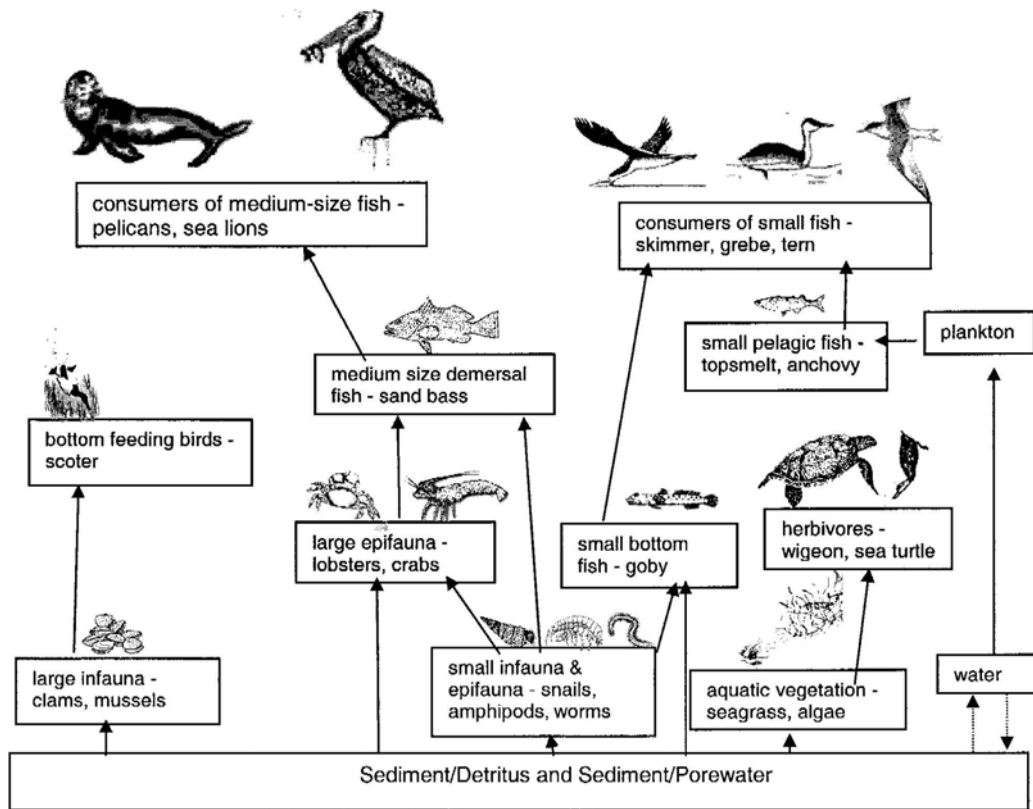 consumers of medium-size fish -
pelicans, sea lions
consumers of small fish -
skimmer, grebe, tern
small pelagic fish -
topsmelt, anchovy
plankton
medium size demersal
fish - sand bass
bottom feeding birds -
scoter
large epifauna -
lobsters, crabs
small bottom
fish - goby
herbivores -
wigeon, sea turtle
large infauna -
clams, mussels
small infauna &
epifauna - snails,
amphipods, worms
aquatic vegetation -
seagrass, algae
water
Sediment/Detritus and Sediment/Porewater